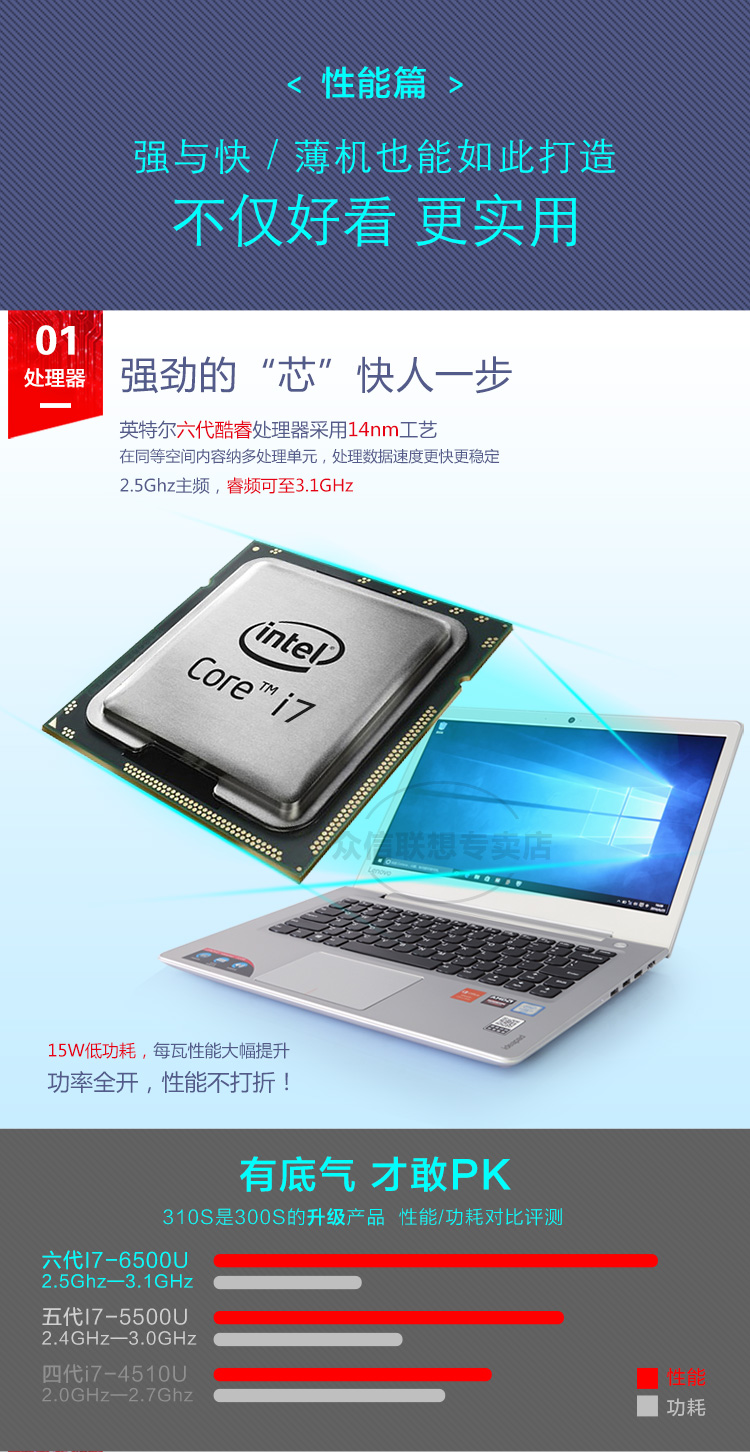 < 性能篇 >
强与快 / 薄机也能如此打造
不仅好看 更实用
01
处理器
强劲的“芯”快人一步
英特尔六代酷睿处理器采用14nm工艺
在同等空间内容纳多处理单元，处理数据速度更快更稳定
2.5Ghz主频，睿频可至3.1GHz
intel
Core™ i7
众信联想专卖店
Lenovo
AMD
ideapad
15W低功耗，每瓦性能大幅提升
功率全开，性能不打折！
有底气 才敢PK
310S是300S的升级产品 性能/功耗对比评测
六代I7-6500U
2.5Ghz—3.1GHz
五代I7-5500U
2.4GHz—3.0GHz
四代i7-4510U
2.0GHz—2.7Ghz
性能
功耗